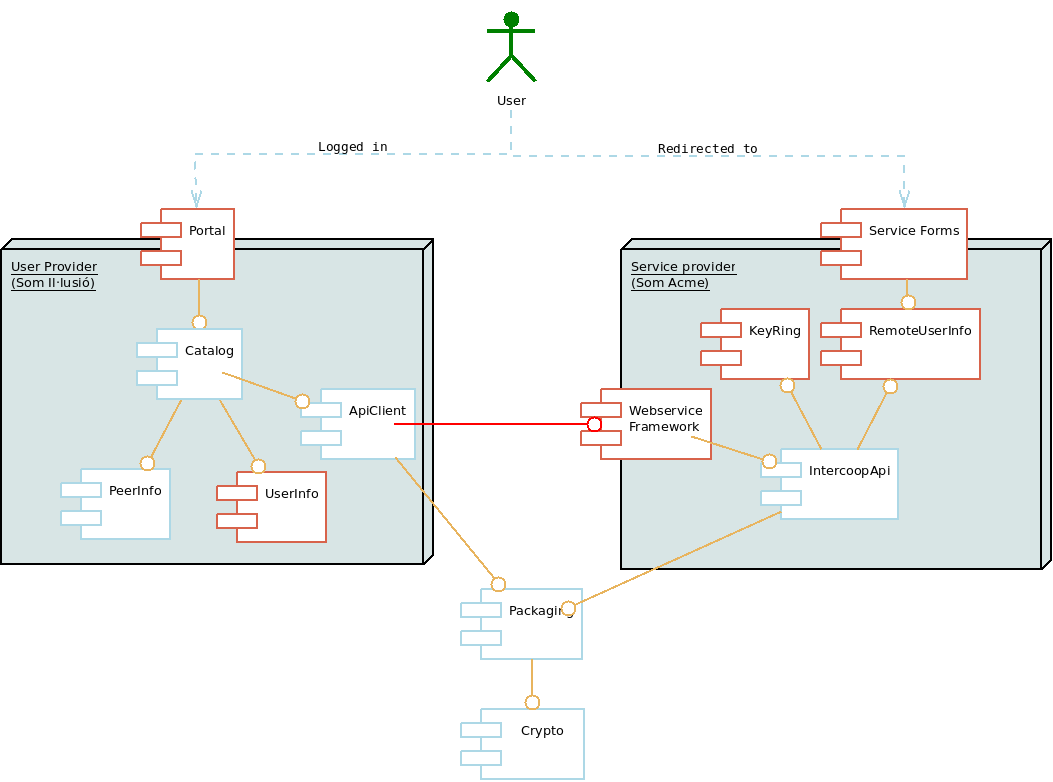 User
Logged in
Redirected to
Portal
Service Forms
User Provider
(Som Il·lusió)
Service provider
(Som Acme)
KeyRing
RemoteUserInfo
Catalog
ApiClient
Webservice
Framework
IntercoopApi
PeerInfo
UserInfo
Packaging
Crypto